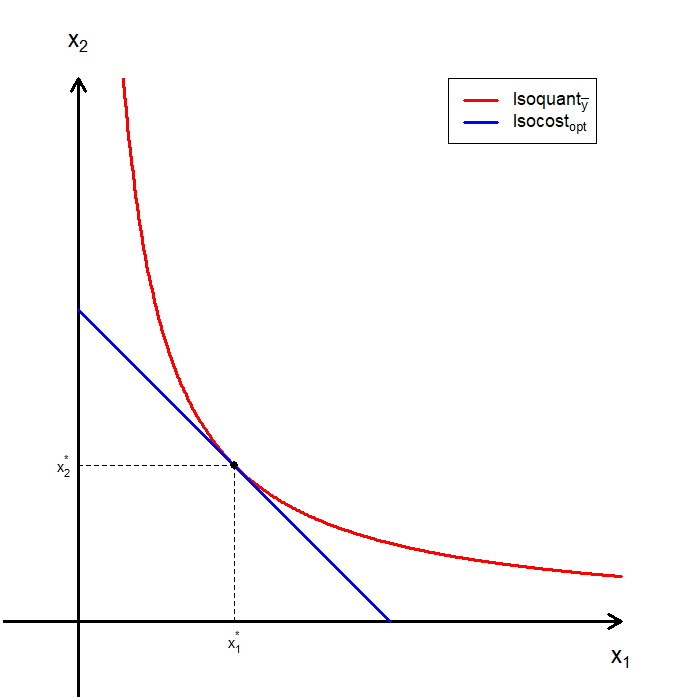 x₂
Isoquantȳ
Isocostopt
x₂*
x₁*
x₁